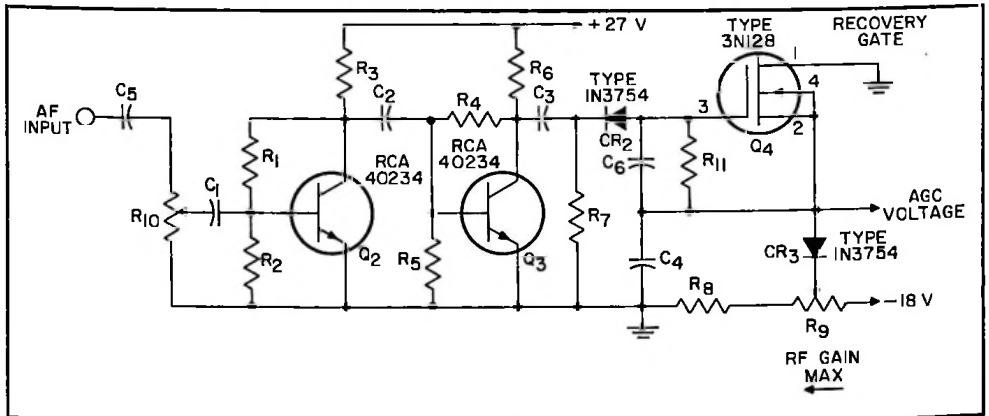 +27 V
TYPE
3N128
RECOVERY
GATE
1
4
3
2
Q4
R3
R6
C5
AF
INPUT
C2
R4
C3
TYPE
IN3754
CR2
R1
RCA
40234
RCA
40234
C6
R11
R10
C1
R7
AGC
VOLTAGE
R2
Q2
R5
Q3
C4
CR3
TYPE
IN3754
R8
-18 V
R9
RF GAIN
MAX